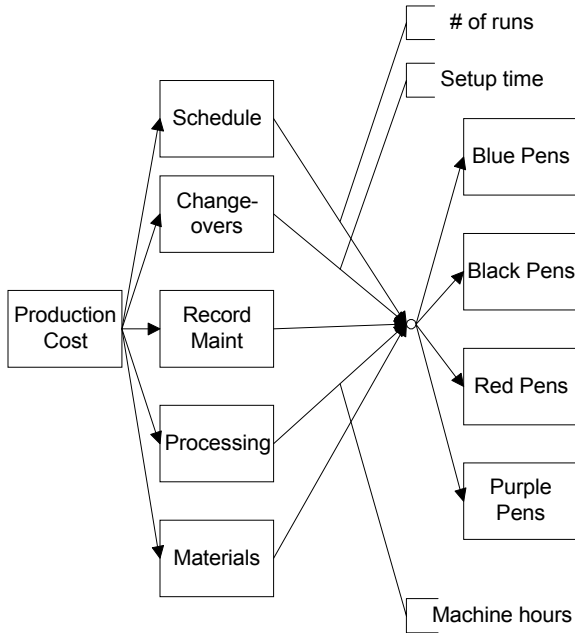 # of runs
Setup time
Schedule
Change-
overs
Production
Cost
Record
Maint
Processing
Materials
Blue Pens
Black Pens
Red Pens
Purple
Pens
Machine hours